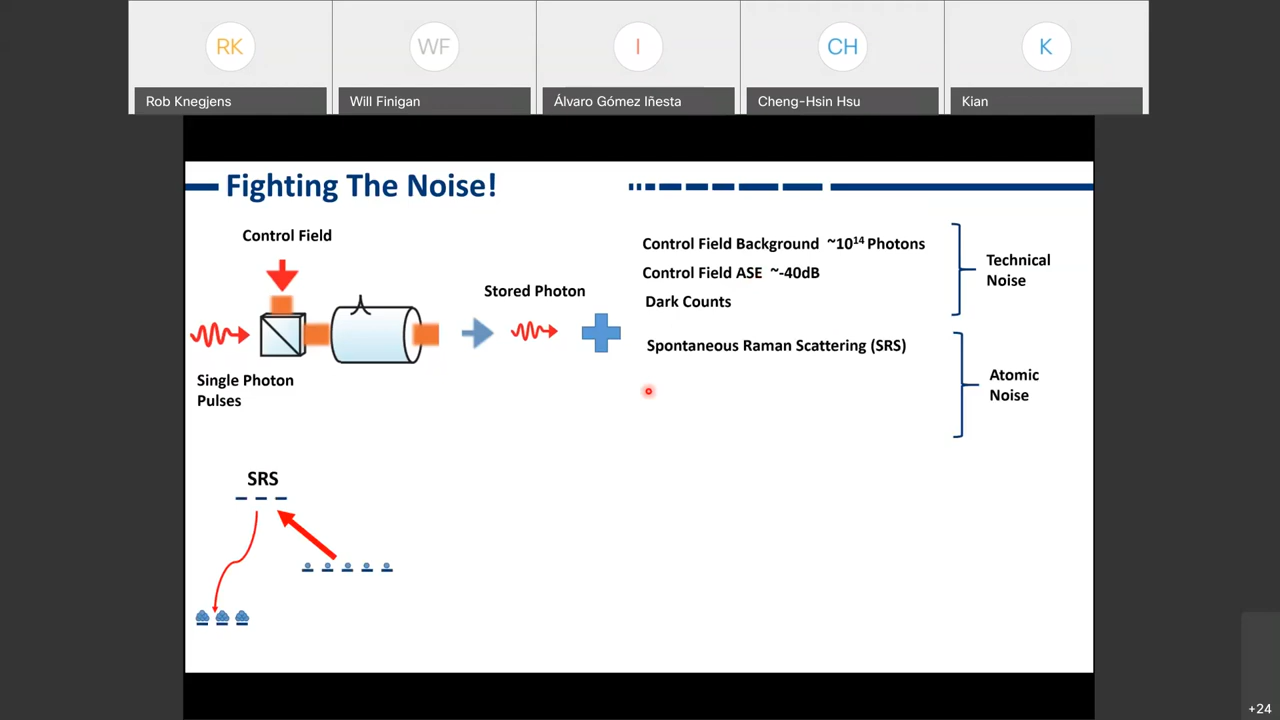 RK
WF
I
CH
K
Rob Knegjens
Will Finigan
Álvaro Gómez Iñesta
Cheng-Hsin Hsu
Kian
Fighting The Noise!
Control Field
Stored Photon
Single Photon
Pulses
Control Field Background ~10¹⁴ Photons
Control Field ASE ~-40dB
Dark Counts
Technical
Noise
Spontaneous Raman Scattering (SRS)
Atomic
Noise
SRS
+24